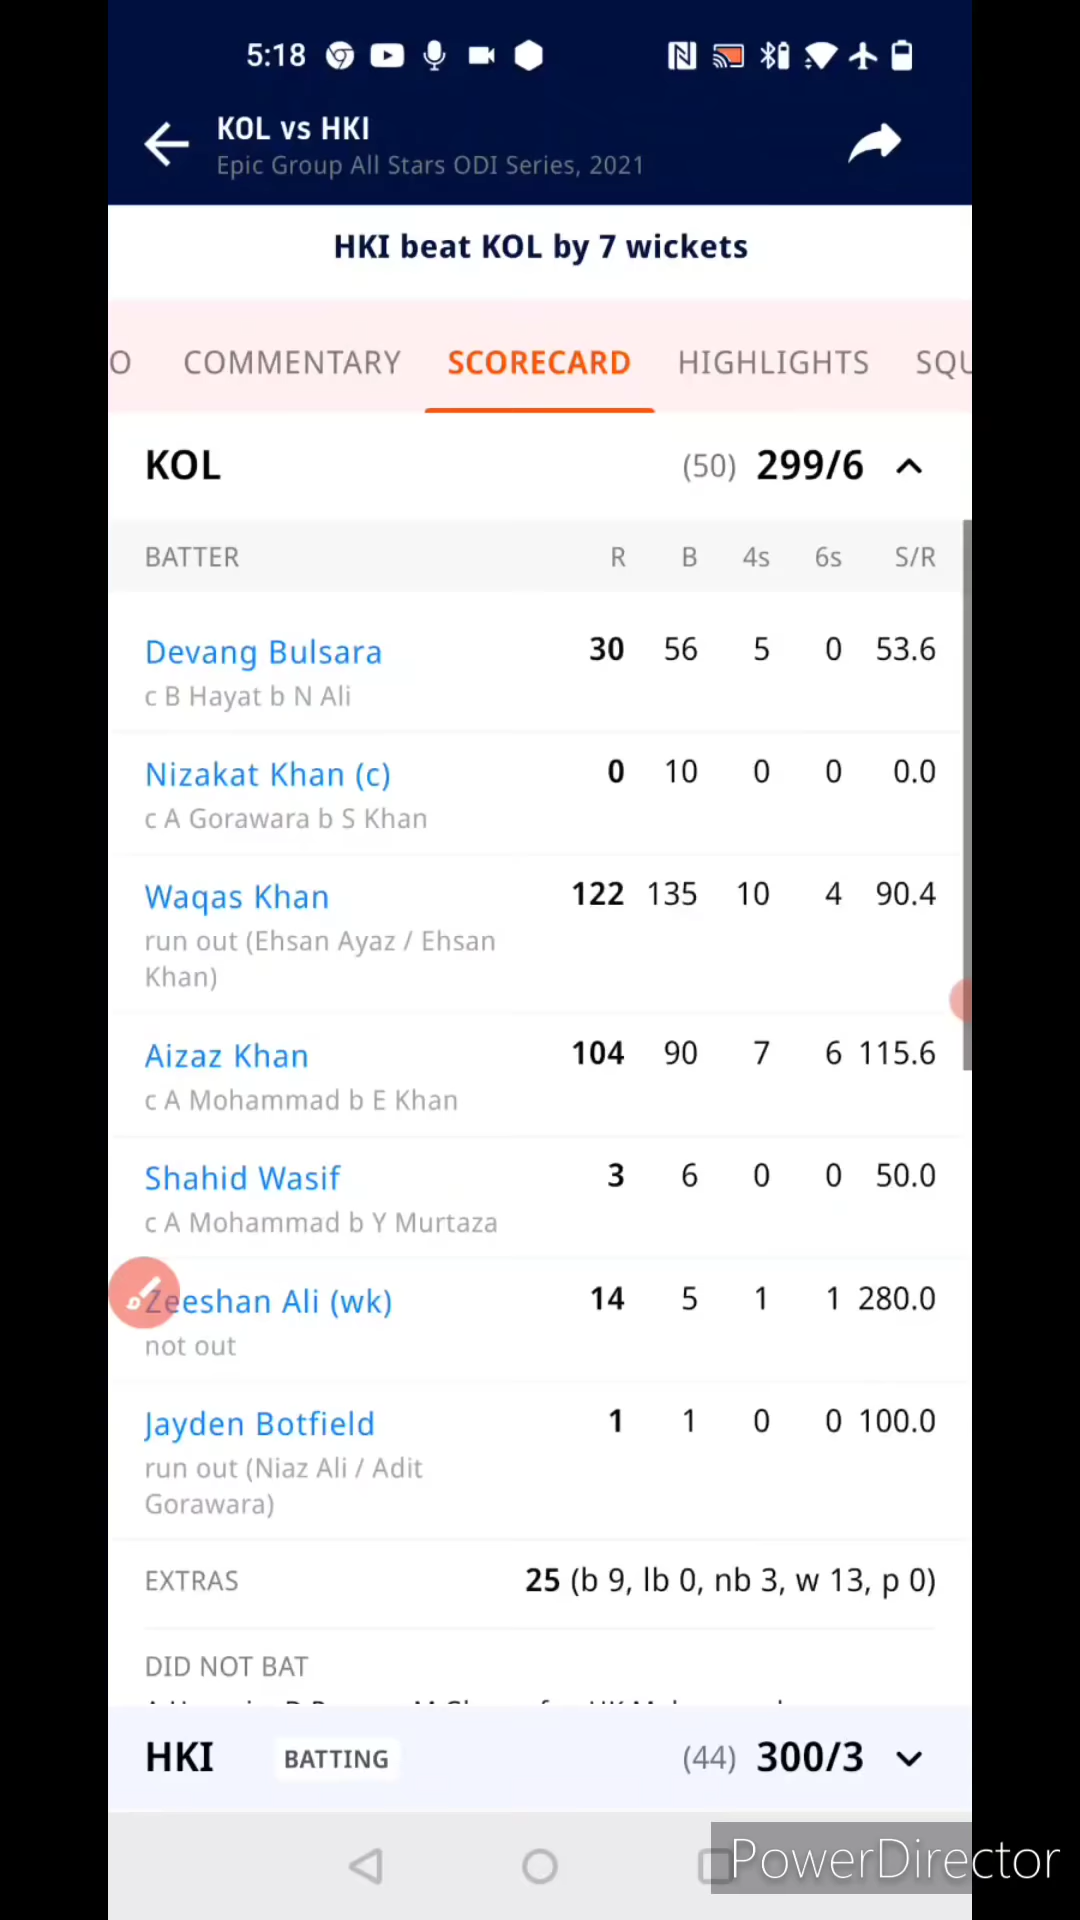 5:18
KOL vs HKI
Epic Group All Stars ODI Series, 2021
HKI beat KOL by 7 wickets
O COMMENTARY SCORECARD HIGHLIGHTS SQU
KOL (50) 299/6
BATTER R B 4s 6s S/R
Devang Bulsara 30 56 5 0 53.6
c B Hayat b N Ali
Nizakat Khan (c) 0 10 0 0 0.0
c A Gorawara b S Khan
Waqas Khan 122 135 10 4 90.4
run out (Ehsan Ayaz / Ehsan
Khan)
Aizaz Khan 104 90 7 6 115.6
c A Mohammad b E Khan
Shahid Wasif 3 6 0 0 50.0
c A Mohammad b Y Murtaza
Zeeshan Ali (wk) 14 5 1 1 280.0
not out
Jayden Botfield 1 1 0 0 100.0
run out (Niaz Ali / Adit
Gorawara)
EXTRAS 25 (b 9, lb 0, nb 3, w 13, p 0)
DID NOT BAT
HKI BATTING (44) 300/3
PowerDirector